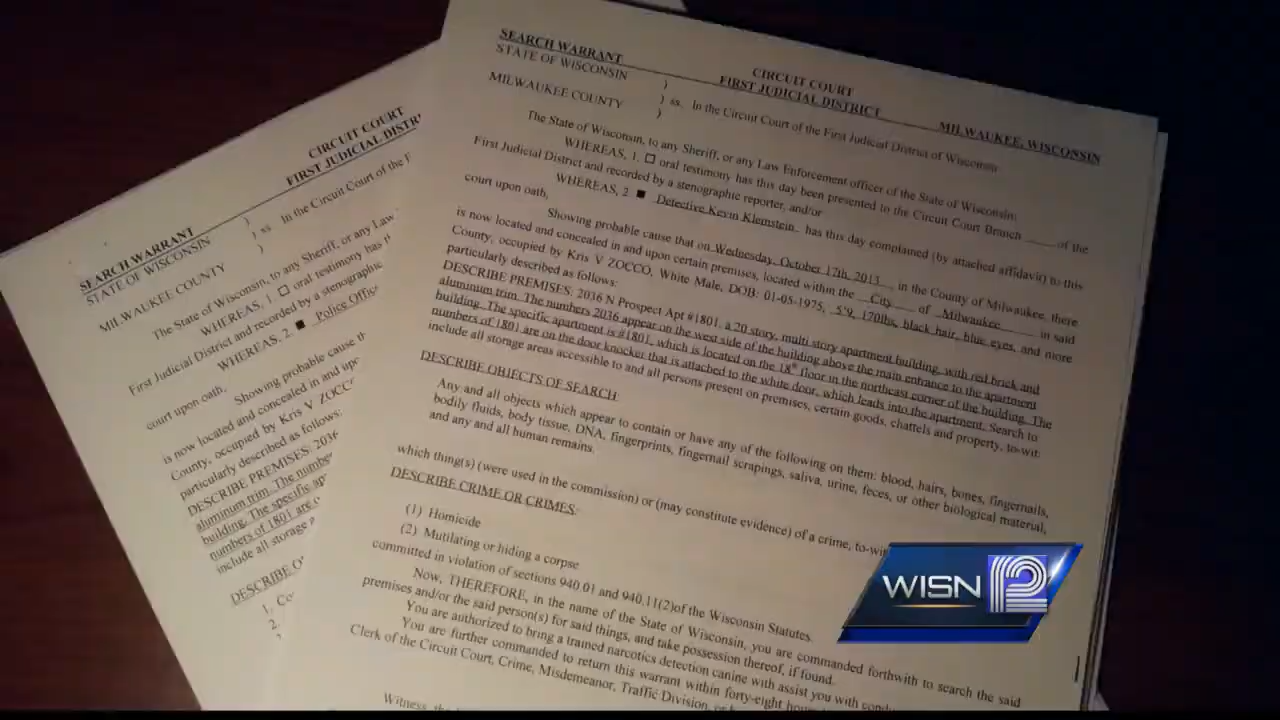 SEARCH WARRANT
STATE OF WISCONSIN
MILWAUKEE COUNTY
)
) ss.
)
CIRCUIT COURT
FIRST JUDICIAL DISTRICT
MILWAUKEE, WISCONSIN
In the Circuit Court of the First Judicial District of Wisconsin
The State of Wisconsin, to any Sheriff, or any Law Enforcement officer of the State of Wisconsin:
WHEREAS, 1. ☐ oral testimony has this day been presented to the Circuit Court Branch _____ of the
First Judicial District and recorded by a stenographic reporter, and/or
WHEREAS, 2 ■ Detective Kevin Klemstein has this day complained (by attached affidavit) to this
court upon oath,
Showing probable cause that on Wednesday, October 17th, 2013, in the County of Milwaukee, there
is now located and concealed in and upon certain premises, located within the City of Milwaukee in said
County, occupied by Kris V ZOCCO, White Male, DOB: 01-05-1975, 5'9, 170lbs, black hair, blue eyes, and more
particularly described as follows:
DESCRIBE PREMISES. 2036 N Prospect Apt #1801, a 20 story, multi story apartment building, with red brick and
aluminum trim. The numbers 2036 appear on the west side of the building above the main entrance to the apartment
building. The specific apartment is #1801, which is located on the 18th floor in the northeast corner of the building. The
numbers of 1801 are on the door knocker that is attached to the white door, which leads into the apartment. Search to
include all storage areas accessible to and all persons present on premises, certain goods, chattels and property, to-wit:
DESCRIBE OBJECTS OF SEARCH:
Any and all objects which appear to contain or have any of the following on them: blood, hairs, bones, fingernails,
bodily fluids, body tissue, DNA, fingerprints, fingernail scrapings, saliva, urine, feces, or other biological material,
and any and all human remains.
which thing(s) (were used in the commission) or (may constitute evidence) of a crime, to-wit
DESCRIBE CRIME OR CRIMES:
(1) Homicide
(2) Mutilating or hiding a corpse
committed in violation of sections 940.01 and 940.11(2)of the Wisconsin Statutes.
Now, THEREFORE, in the name of the State of Wisconsin, you are commanded forthwith to search the said
premises and/or the said person(s) for said things, and take possession thereof, if found.
You are authorized to bring a trained narcotics detection canine with assist you with
You are further commanded to return this warrant within forty-eight
Clerk of the Circuit Court, Crime, Misdemeanor, Traffic Division,
Witness, the
CIRCUIT COURT
FIRST JUDICIAL DISTR
SEARCH WARRANT
STATE OF WISCONSIN
MILWAUKEE COUNTY
)
) ss
)
In the Circuit Court of the F
The State of Wisconsin, to any Sheriff, or any Law
WHEREAS, 1. ☐ oral testimony has
First Judicial District and recorded by a stenographic
WHEREAS, 2. ■ Police Offic
court upon oath,
Showing probable cause th
is now located and concealed in and upo
County, occupied by Kris V ZOCC
particularly described as follows:
DESCRIBE PREMISES. 2036
aluminum trim. The number
building. The specific ap
numbers of 1801 are
include all storage
DESCRIBE O
1. Co
2.
WISN 12